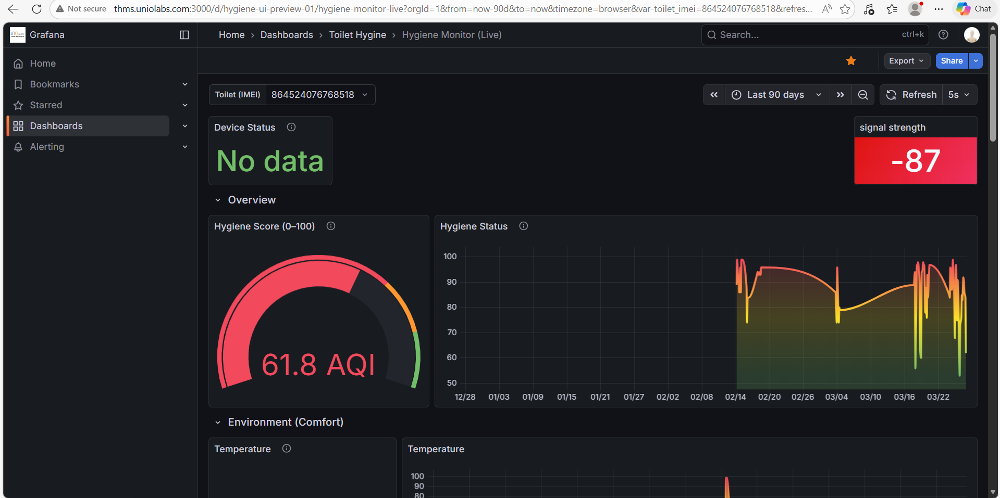 Not secure thms.uniolabs.com:3000/d/hygiene-ui-preview-01/hygiene-monitor-live?orgId=1&from=now-90d&to=now&timezone=browser&var-toilet_imei=864524076768518&refres... Chat
Grafana
Home › Dashboards › Toilet Hygine › Hygiene Monitor (Live)
Search... ctrl+k
Home
Bookmarks
Starred
Dashboards
Alerting
Export
Share
Toilet (IMEI) 864524076768518
Last 90 days
Refresh 5s
Device Status
No data
signal strength
-87
Overview
Hygiene Score (0–100)
61.8 AQI
Hygiene Status
100
90
80
70
60
50
12/28 01/03 01/09 01/15 01/21 01/27 02/02 02/08 02/14 02/20 02/26 03/04 03/10 03/16 03/22
Environment (Comfort)
Temperature
Temperature
100
90
80